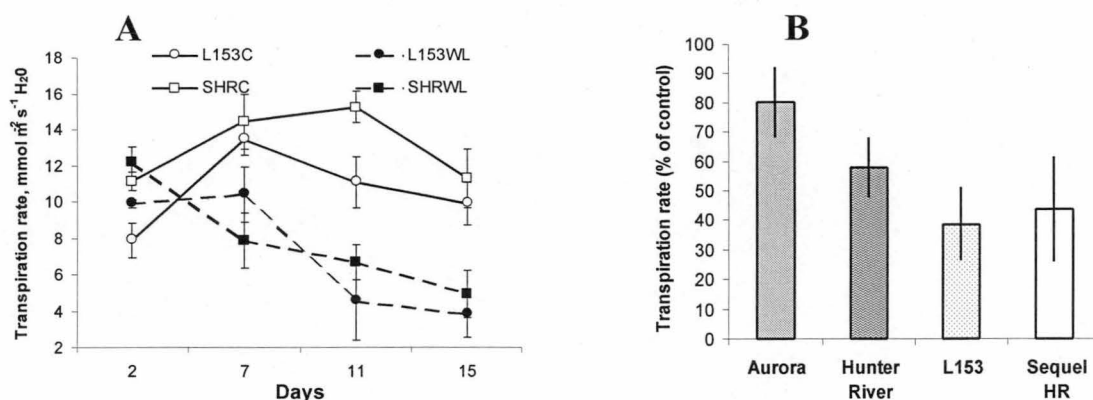 A
L153C
L153WL
SHRC
SHRWL
Transpiration rate, mmol m⁻² s⁻¹ H₂0
18
16
14
12
10
8
6
4
2
2 7 11 15
Days
B
Transpiration rate (% of control)
100
90
80
70
60
50
40
30
20
10
0
Aurora Hunter River L153 Sequel HR